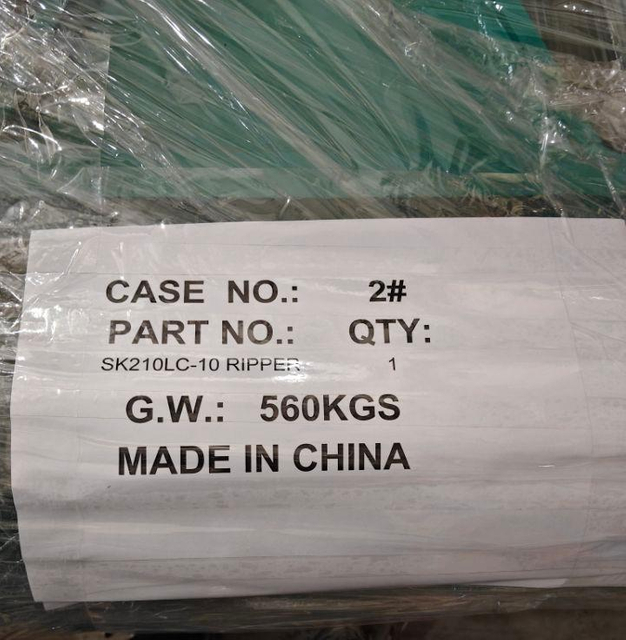 CASE NO.: 2#
PART NO.: QTY:
SK210LC-10 RIPPER 1
G.W.: 560KGS
MADE IN CHINA